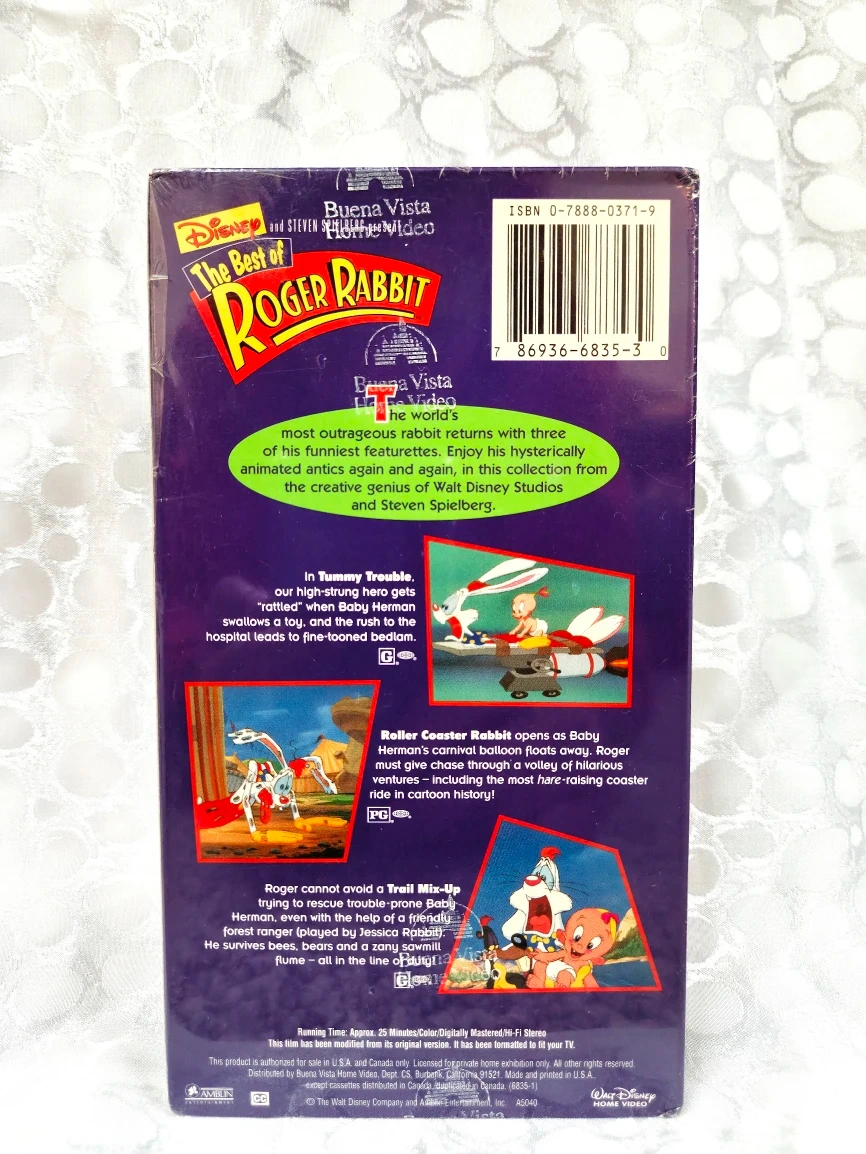 Buena Vista
Home Video
Disney and STEVEN SPIELBERG present
The Best of
ROGER RABBIT
ISBN 0-7888-0371-9
7 86936-6835-3 0
Buena Vista
Home Video
The world's
most outrageous rabbit returns with three
of his funniest featurettes. Enjoy his hysterically
animated antics again and again, in this collection from
the creative genius of Walt Disney Studios
and Steven Spielberg.
In Tummy Trouble,
our high-strung hero gets
"rattled" when Baby Herman
swallows a toy, and the rush to the
hospital leads to fine-tooned bedlam.
G
Roller Coaster Rabbit opens as Baby
Herman's carnival balloon floats away. Roger
must give chase through a volley of hilarious
ventures – including the most hare-raising coaster
ride in cartoon history!
PG
Roger cannot avoid a Trail Mix-Up
trying to rescue trouble-prone Baby
Herman, even with the help of a friendly
forest ranger (played by Jessica Rabbit).
He survives bees, bears and a zany sawmill
flume – all in the line of duty!
G
Buena Vista
Home Video
Running Time: Approx. 25 Minutes/Color/Digitally Mastered/Hi-Fi Stereo
This film has been modified from its original version. It has been formatted to fit your TV.
This product is authorized for sale in U.S.A. and Canada only. Licensed for private home exhibition only. All other rights reserved.
Distributed by Buena Vista Home Video, Dept. CS, Burbank, California 91521. Made and printed in U.S.A.,
except cassettes distributed in Canada, duplicated in Canada. (6835-1)
AMBLIN
ENTERTAINMENT
CC
© The Walt Disney Company and Amblin Entertainment, Inc. A5040
WALT DISNEY
HOME VIDEO
Buena Vista